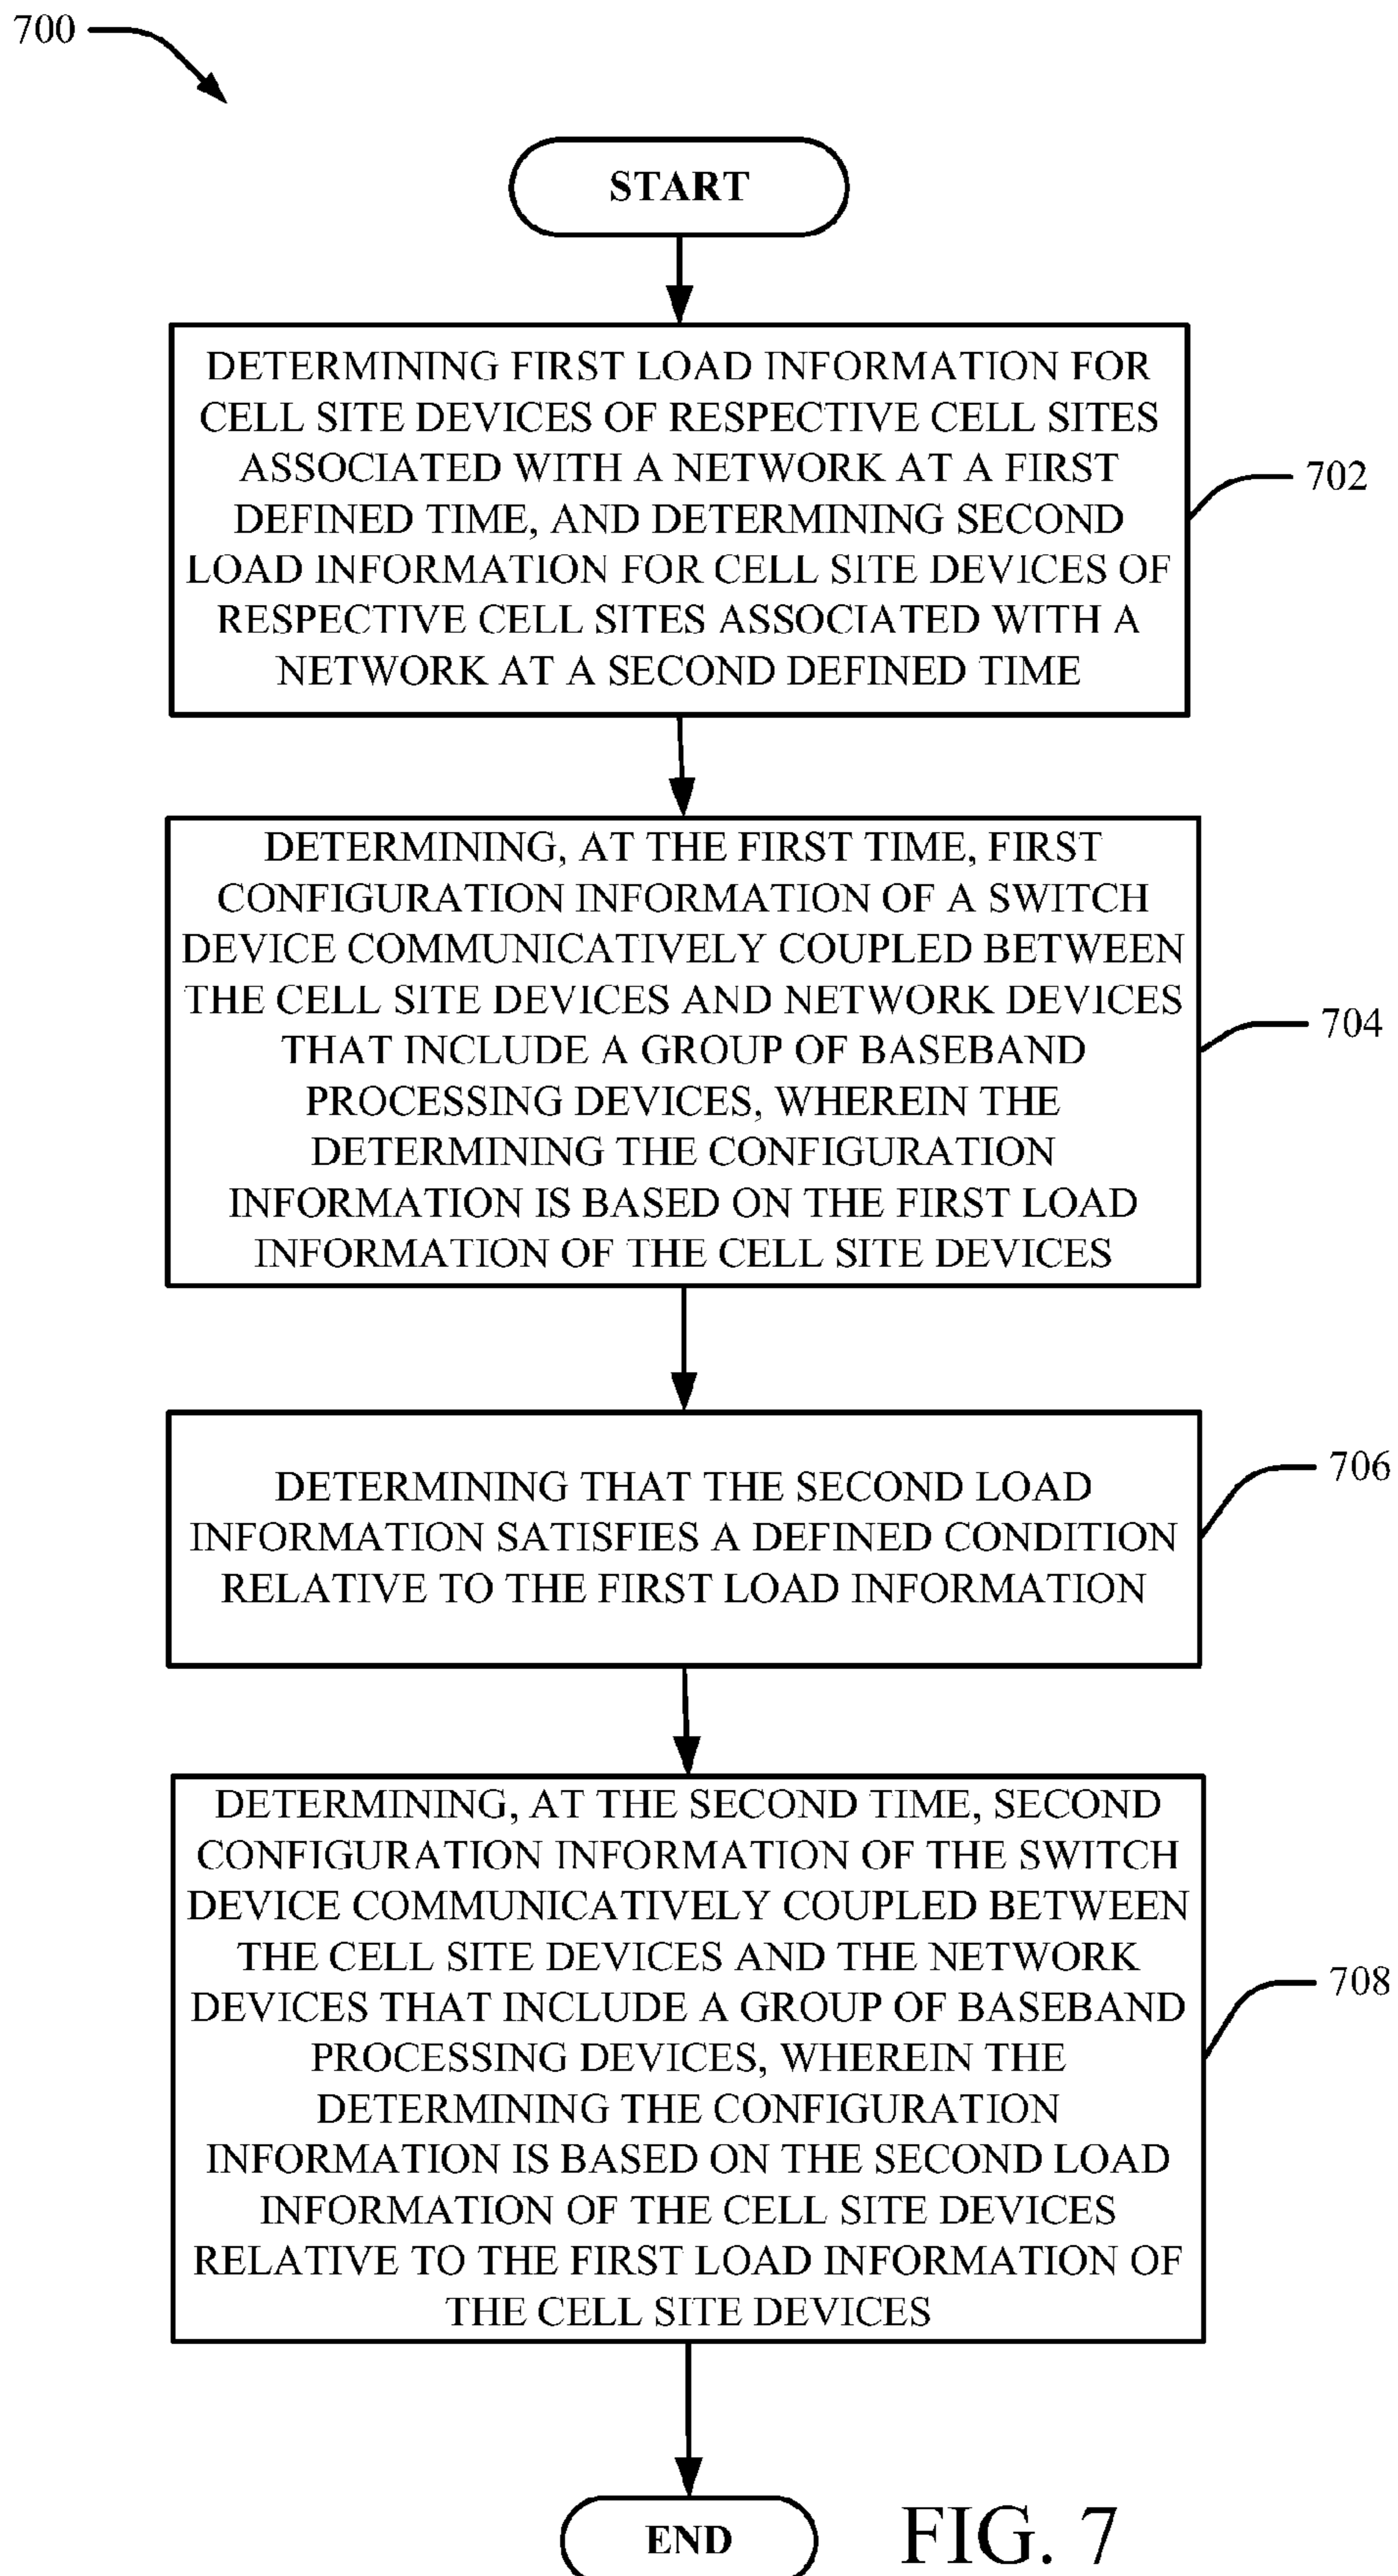 700
START
DETERMINING FIRST LOAD INFORMATION FOR
CELL SITE DEVICES OF RESPECTIVE CELL SITES
ASSOCIATED WITH A NETWORK AT A FIRST
DEFINED TIME, AND DETERMINING SECOND
LOAD INFORMATION FOR CELL SITE DEVICES OF
RESPECTIVE CELL SITES ASSOCIATED WITH A
NETWORK AT A SECOND DEFINED TIME
702
DETERMINING, AT THE FIRST TIME, FIRST
CONFIGURATION INFORMATION OF A SWITCH
DEVICE COMMUNICATIVELY COUPLED BETWEEN
THE CELL SITE DEVICES AND NETWORK DEVICES
THAT INCLUDE A GROUP OF BASEBAND
PROCESSING DEVICES, WHEREIN THE
DETERMINING THE CONFIGURATION
INFORMATION IS BASED ON THE FIRST LOAD
INFORMATION OF THE CELL SITE DEVICES
704
DETERMINING THAT THE SECOND LOAD
INFORMATION SATISFIES A DEFINED CONDITION
RELATIVE TO THE FIRST LOAD INFORMATION
706
DETERMINING, AT THE SECOND TIME, SECOND
CONFIGURATION INFORMATION OF THE SWITCH
DEVICE COMMUNICATIVELY COUPLED BETWEEN
THE CELL SITE DEVICES AND THE NETWORK
DEVICES THAT INCLUDE A GROUP OF BASEBAND
PROCESSING DEVICES, WHEREIN THE
DETERMINING THE CONFIGURATION
INFORMATION IS BASED ON THE SECOND LOAD
INFORMATION OF THE CELL SITE DEVICES
RELATIVE TO THE FIRST LOAD INFORMATION OF
THE CELL SITE DEVICES
708
END
FIG. 7